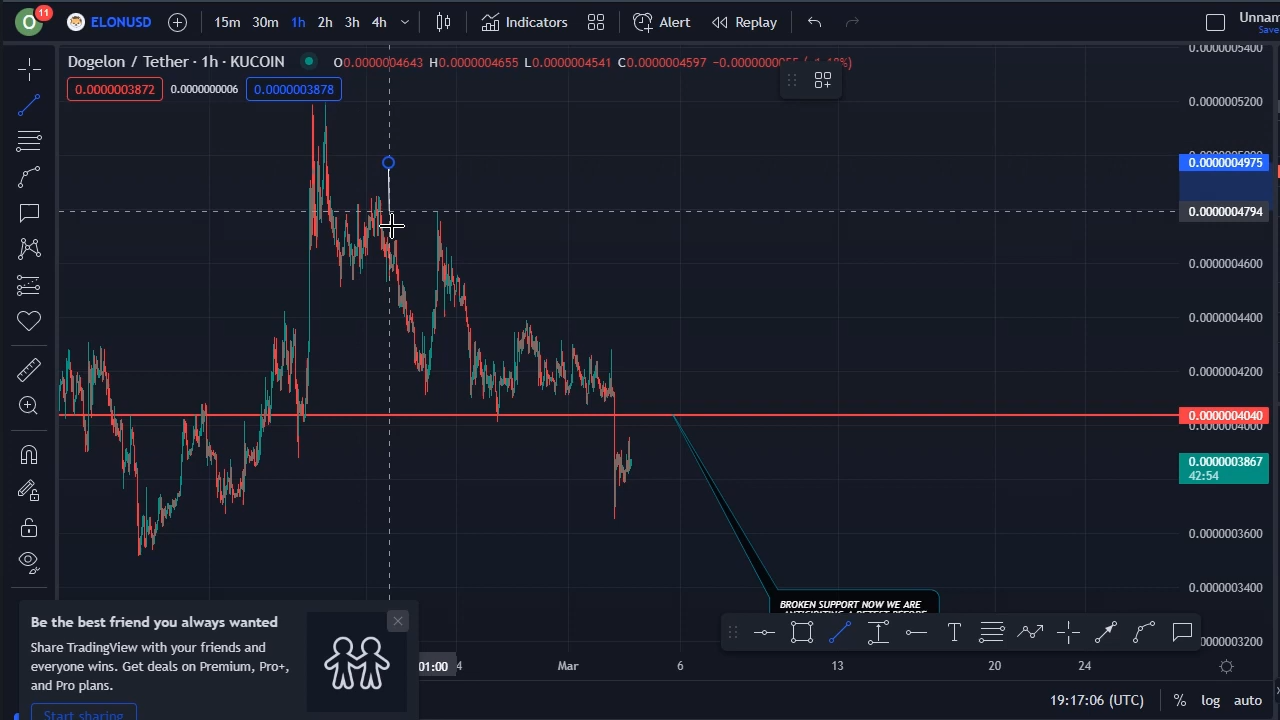 O 11 ELONUSD 15m 30m 1h 2h 3h 4h Indicators Alert Replay Unnam
Save
Dogelon / Tether · 1h · KUCOIN O0.0000004643 H0.0000004655 L0.0000004541 C0.0000004597
0.0000003872 0.0000000006 0.0000003878
0.0000005400
0.0000005200
0.0000004975
0.0000004794
0.0000004600
0.0000004400
0.0000004200
0.0000004040
0.0000004000
0.0000003867
42:54
0.0000003600
0.0000003400
0.0000003200
BROKEN SUPPORT NOW WE ARE
Be the best friend you always wanted
Share TradingView with your friends and
everyone wins. Get deals on Premium, Pro+,
and Pro plans.
Start sharing
01:00 4 Mar 6 13 20 24
19:17:06 (UTC) % log auto